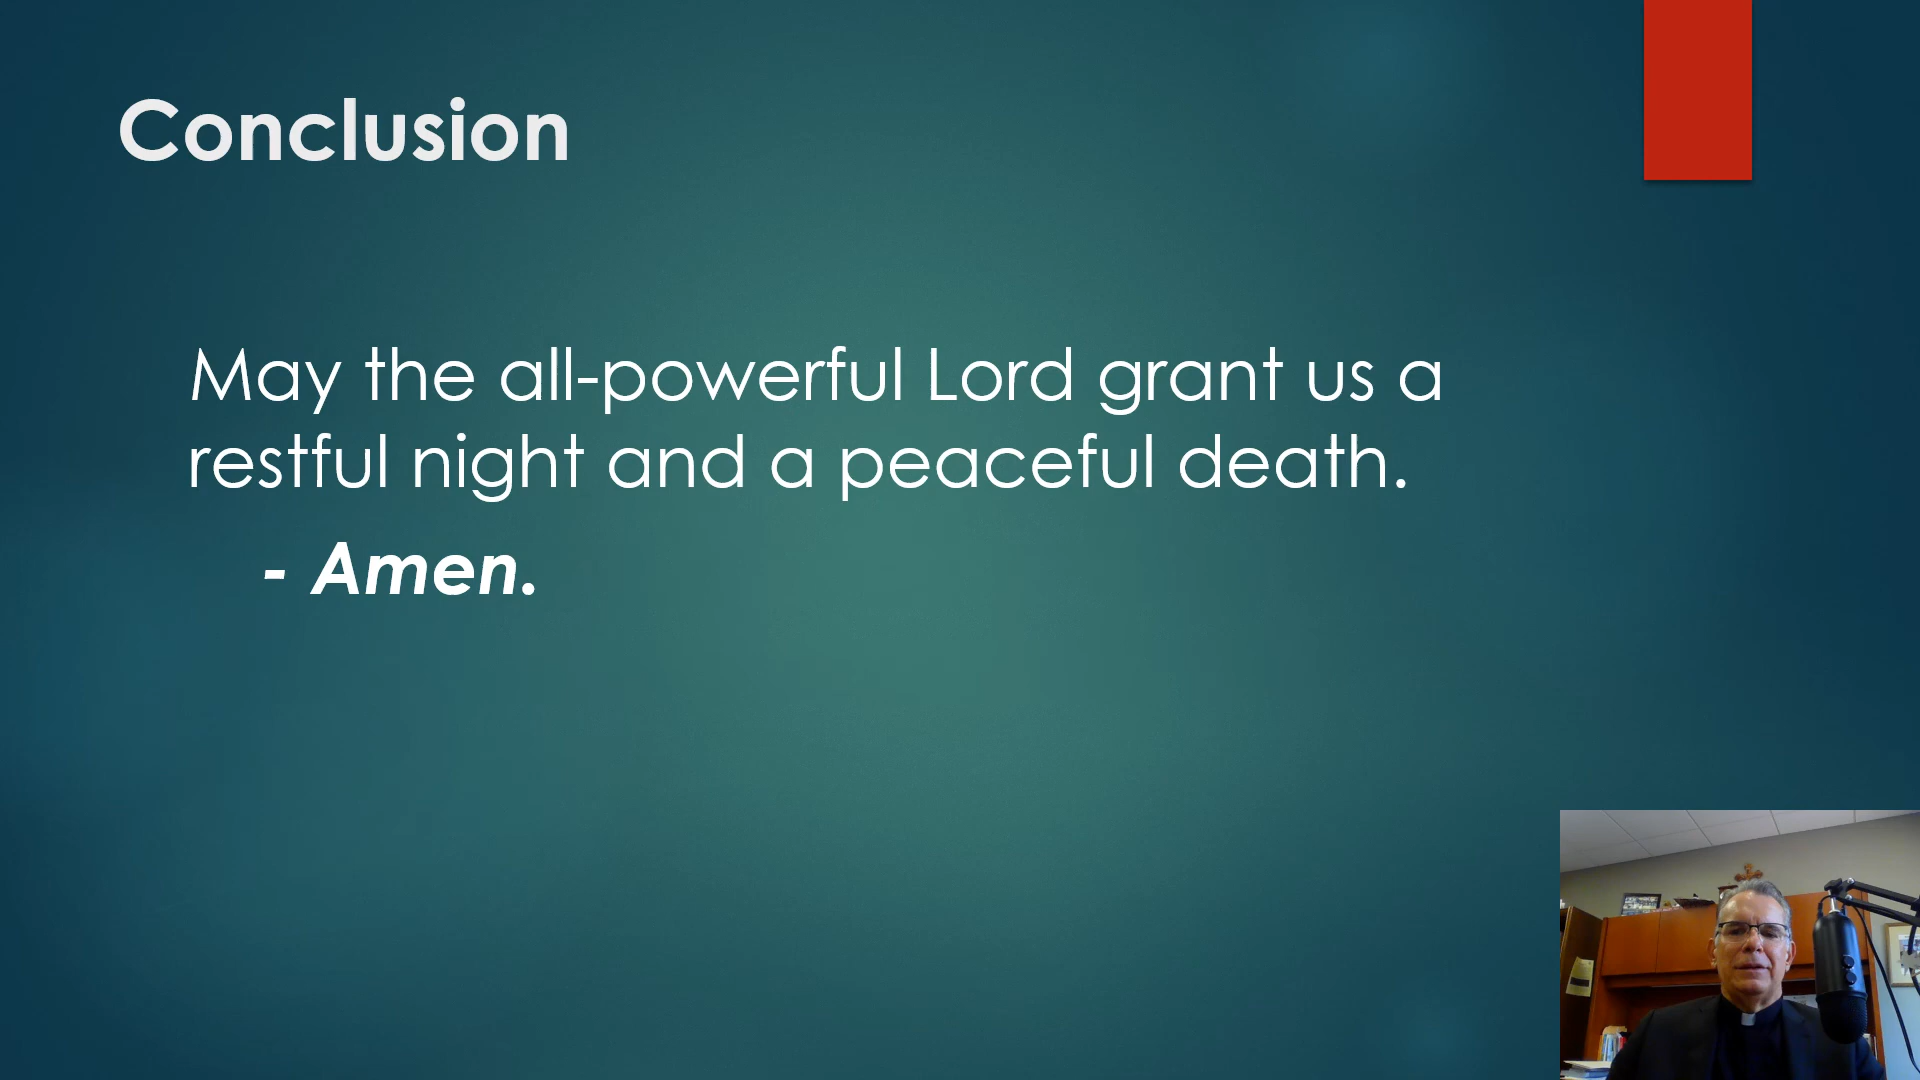 Conclusion
May the all-powerful Lord grant us a
restful night and a peaceful death.
- Amen.